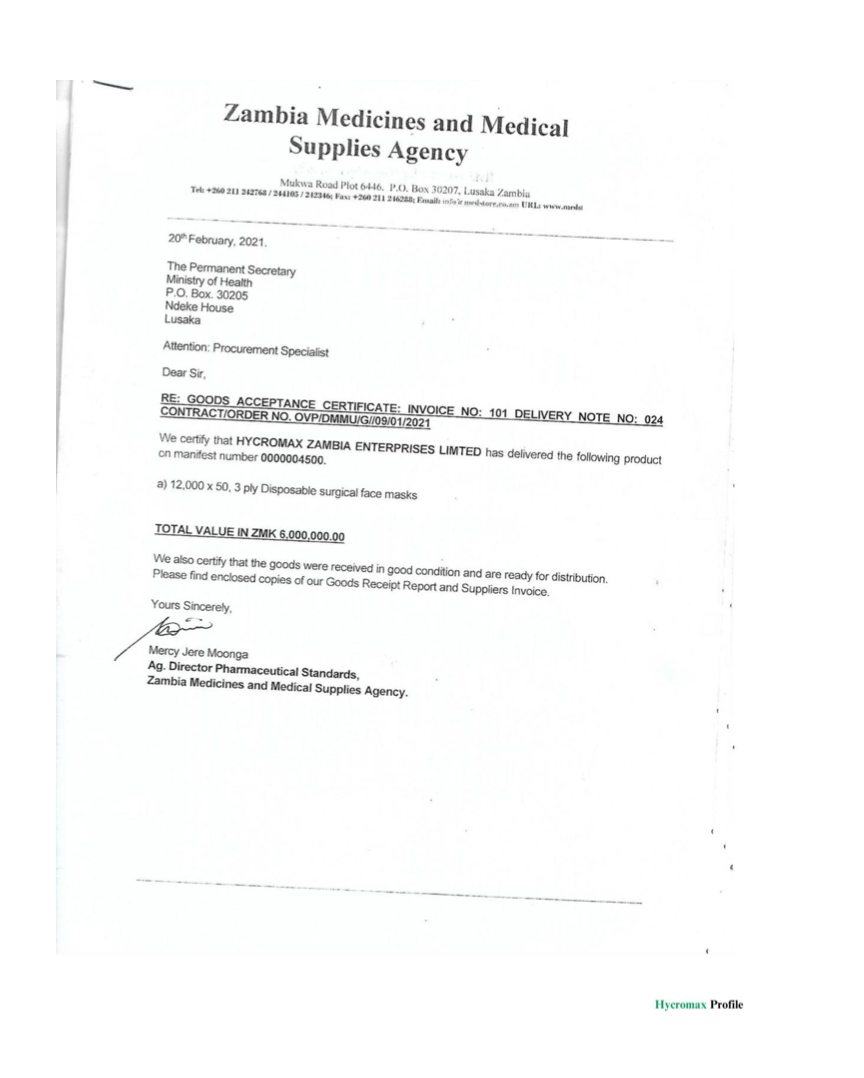 Zambia Medicines and Medical
Supplies Agency
Mukwa Road Plot 6446, P.O. Box 30207, Lusaka Zambia
Tel: +260 211 242768 / 244105 / 242346; Fax: +260 211 246288; Email: info@medstore.co.zm URL: www.medst
20th February, 2021.
The Permanent Secretary
Ministry of Health
P.O. Box. 30205
Ndeke House
Lusaka
Attention: Procurement Specialist
Dear Sir,
RE: GOODS ACCEPTANCE CERTIFICATE: INVOICE NO: 101 DELIVERY NOTE NO: 024
CONTRACT/ORDER NO. OVP/DMMU/G//09/01/2021
We certify that HYCROMAX ZAMBIA ENTERPRISES LIMTED has delivered the following product
on manifest number 0000004500.
a) 12,000 x 50, 3 ply Disposable surgical face masks
TOTAL VALUE IN ZMK 6,000,000.00
We also certify that the goods were received in good condition and are ready for distribution.
Please find enclosed copies of our Goods Receipt Report and Suppliers Invoice.
Yours Sincerely,
Mercy Jere Moonga
Ag. Director Pharmaceutical Standards,
Zambia Medicines and Medical Supplies Agency.
Hycromax Profile